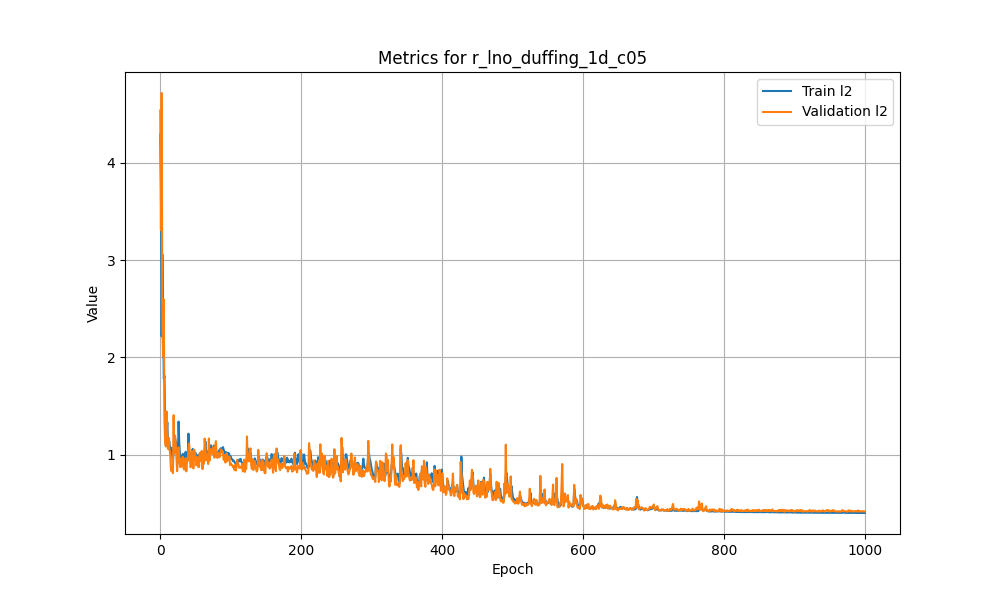 Metrics for r_lno_duffing_1d_c05
Train l2
Validation l2
4
3
2
1
Value
0 200 400 600 800 1000
Epoch